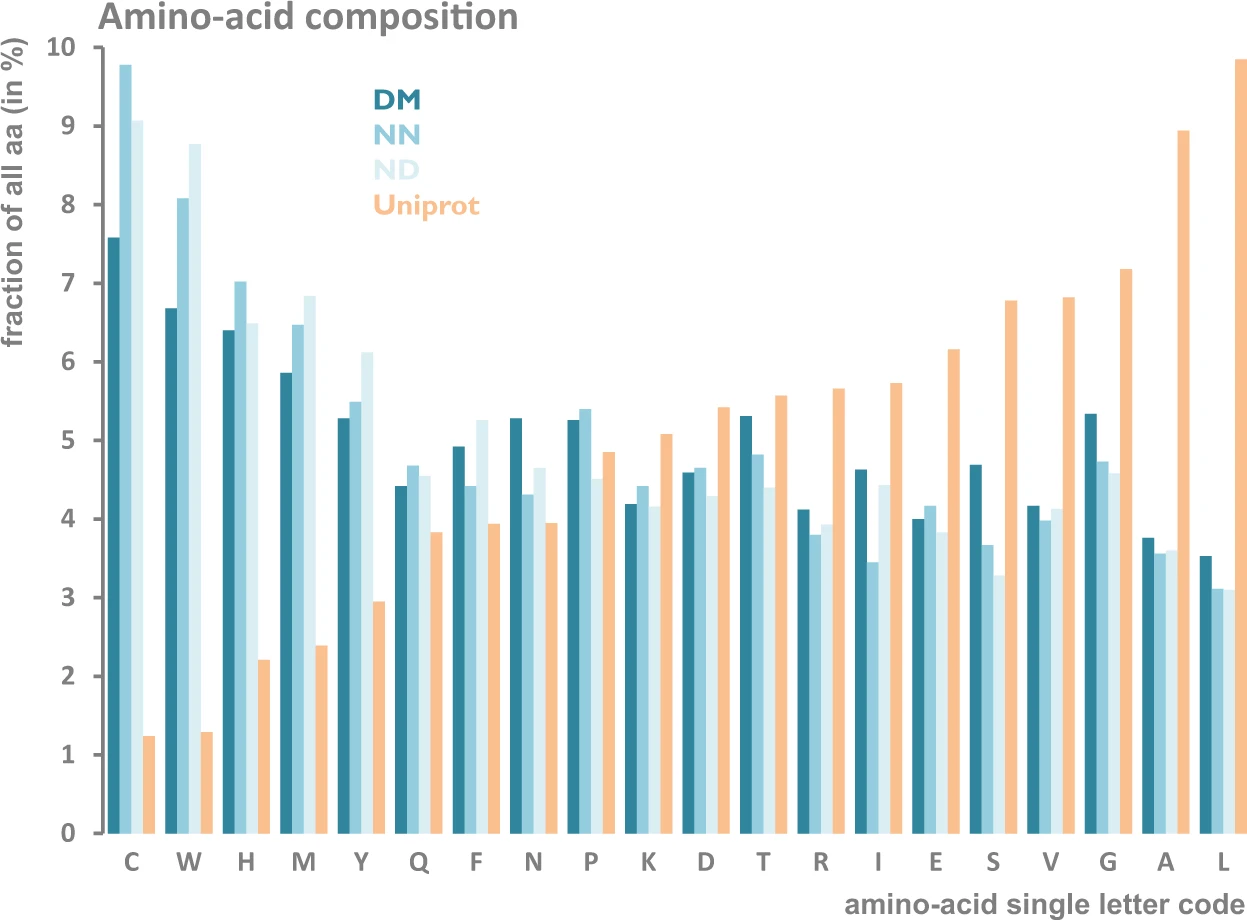 Amino-acid composition
fraction of all aa (in %)
10
9
8
7
6
5
4
3
2
1
0
DM
NN
ND
Uniprot
C W H M Y Q F N P K D T R I E S V G A L
amino-acid single letter code